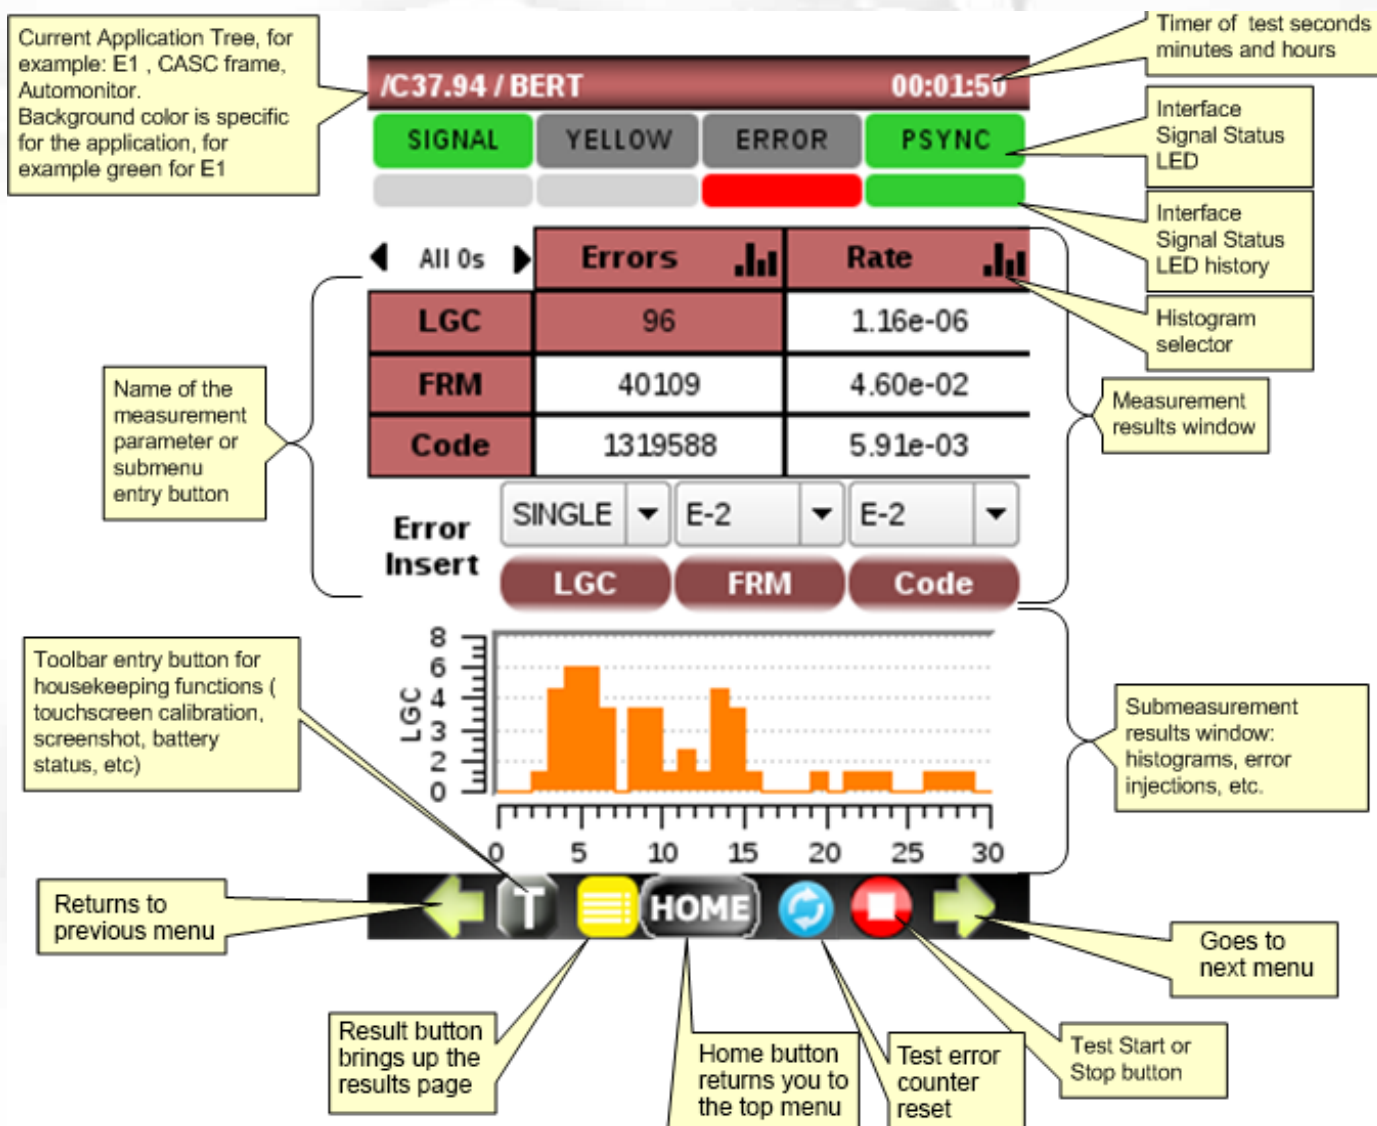 Current Application Tree, for
example: E1 , CASC frame,
Automonitor.
Background color is specific
for the application, for
example green for E1
Timer of test seconds
minutes and hours
/C37.94 / BERT
00:01:50
SIGNAL
YELLOW
ERROR
PSYNC
Interface
Signal Status
LED
Interface
Signal Status
LED history
All 0s
Errors
Rate
LGC
96
1.16e-06
FRM
40109
4.60e-02
Code
1319588
5.91e-03
Histogram
selector
Name of the
measurement
parameter or
submenu
entry button
Measurement
results window
Error
Insert
SINGLE
E-2
E-2
LGC
FRM
Code
Toolbar entry button for
housekeeping functions (
touchscreen calibration,
screenshot, battery
status, etc)
LGC
8
6
4
3
2
0
0
5
10
15
20
25
30
Submeasurement
results window:
histograms, error
injections, etc.
T
HOME
Returns to
previous menu
Goes to
next menu
Result button
brings up the
results page
Home button
returns you to
the top menu
Test error
counter
reset
Test Start or
Stop button